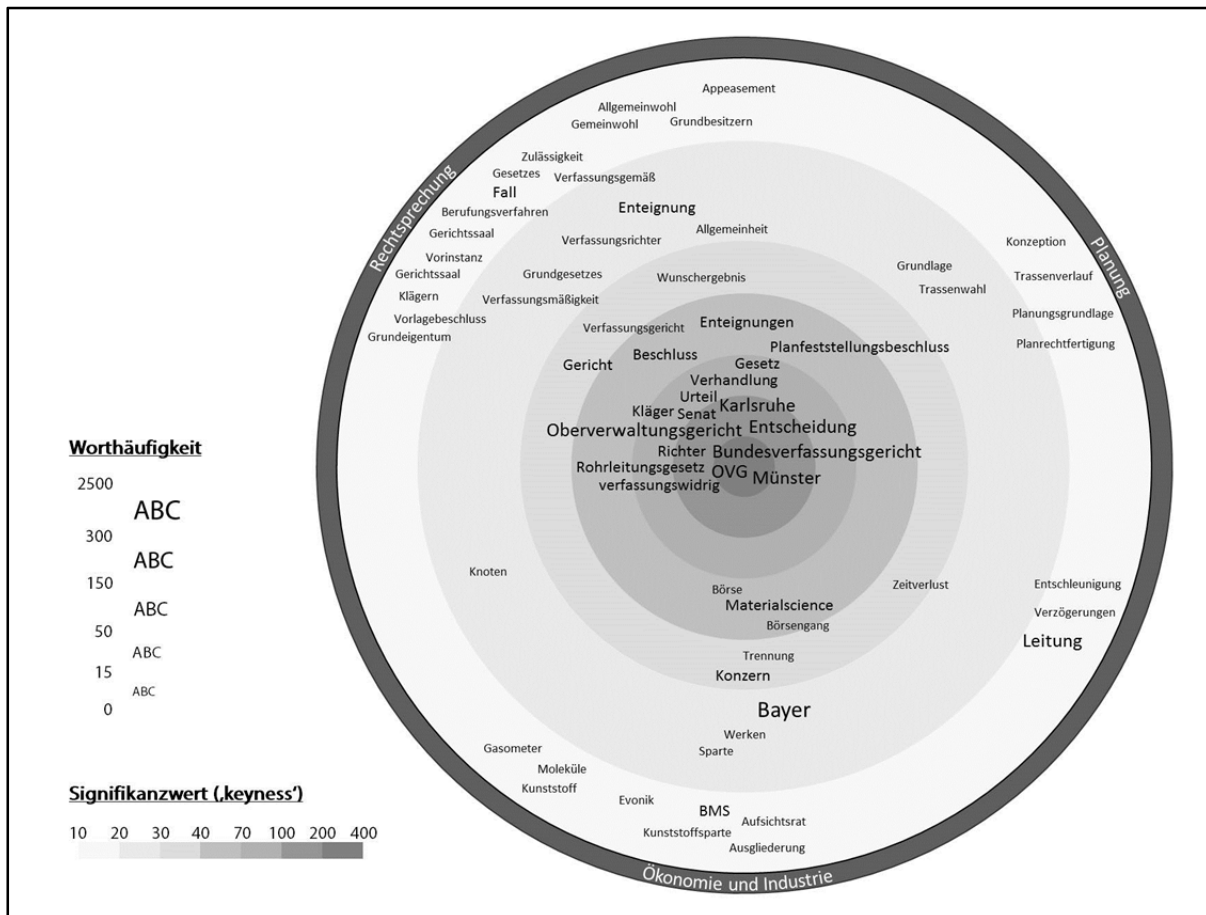 Appeasement
Allgemeinwohl
Gemeinwohl
Grundbesitzern
Zulässigkeit
Gesetzes
Verfassungsgemäß
Fall
Enteignung
Berufungsverfahren
Gerichtssaal
Verfassungsrichter
Allgemeinheit
Vorinstanz
Gerichtssaal
Grundgesetzes
Wunschergebnis
Klägern
Verfassungsmäßigkeit
Vorlagebeschluss
Grundeigentum
Rechtsprechung
Planung
Konzeption
Grundlage
Trassenverlauf
Trassenwahl
Planungsgrundlage
Planrechtfertigung
Verfassungsgericht
Enteignungen
Planfeststellungsbeschluss
Gericht
Beschluss
Gesetz
Verhandlung
Urteil
Karlsruhe
Kläger
Senat
Oberverwaltungsgericht
Entscheidung
Richter
Bundesverfassungsgericht
Rohrleitungsgesetz
OVG
Münster
verfassungswidrig
Knoten
Börse
Zeitverlust
Entschleunigung
Materialscience
Verzögerungen
Börsengang
Leitung
Trennung
Konzern
Bayer
Werken
Sparte
Gasometer
Moleküle
Kunststoff
Evonik
BMS
Aufsichtsrat
Kunststoffsparte
Ausgliederung
Ökonomie und Industrie
Worthäufigkeit
2500
ABC
300
ABC
150
ABC
50
ABC
15
ABC
0
Signifikanzwert (‚keyness‘)
10 20 30 40 70 100 200 400